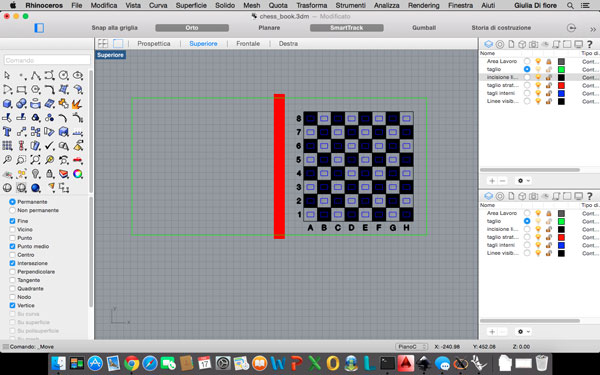 Rhinoceros File Modifica Vista Curva Superficie Solido Mesh Quota Trasforma Strumenti Analizza Rendering Finestra Aiuti Giulia Di fiore
chess_book.3dm — Modificato
Snap alla griglia Orto Planare SmartTrack Gumball Storia di costruzione
Prospettica Superiore Frontale Destra
Comando
Superiore
Nome Tipo di
Area Lavoro Cont...
taglio Cont...
incisione li... Cont...
taglio strat... Cont...
tagli interni Cont...
Linee visib... Cont...
8
7
6
5
4
3
2
1
A B C D E F G H
Permanente
Non permanente
Fine
Vicino
Punto
Punto medio
Centro
Intersezione
Perpendicolare
Tangente
Quadrante
Nodo
Vertice
Su curva
Su superficie
Su polisuperficie
Nome Tipo di
Area Lavoro Cont...
taglio Cont...
incisione li... Cont...
taglio strat... Cont...
tagli interni Cont...
Linee visib... Cont...
Comando: _Move PianoC X: -240.98 Y: 452.08 Z: 0.00
17